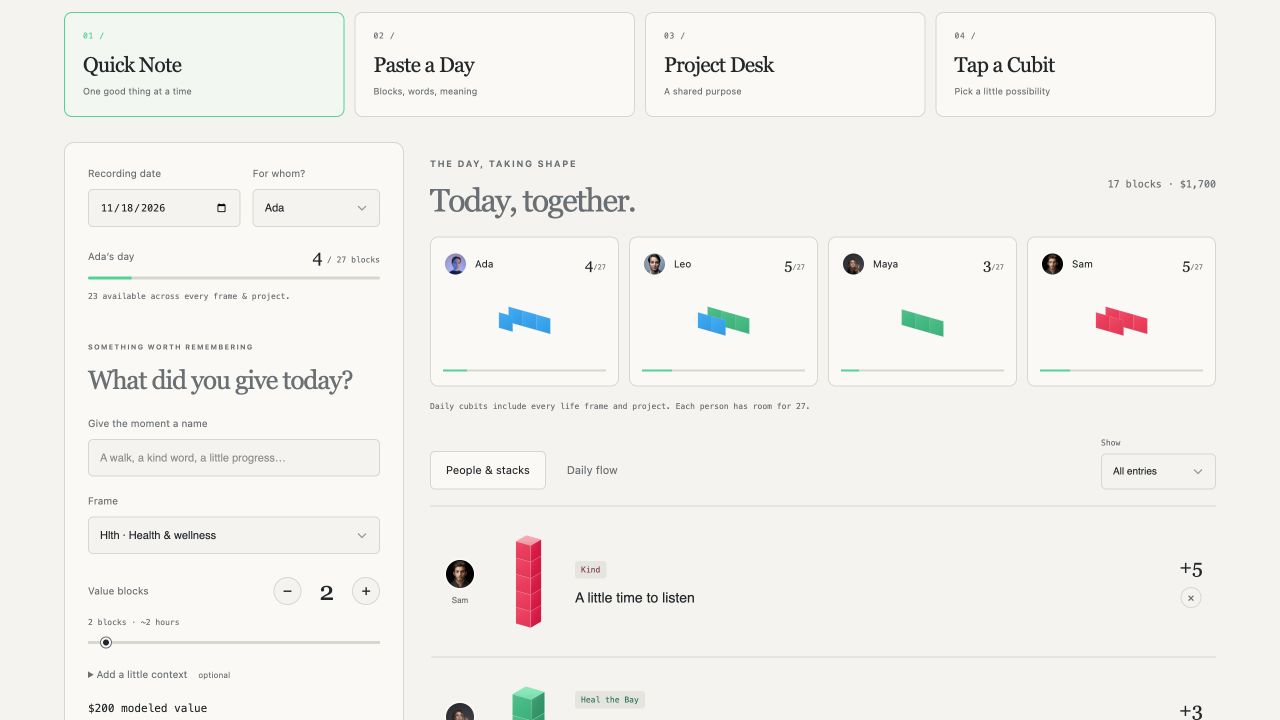 01 /
Quick Note
One good thing at a time
02 /
Paste a Day
Blocks, words, meaning
03 /
Project Desk
A shared purpose
04 /
Tap a Cubit
Pick a little possibility
Recording date
For whom?
11/18/2026
Ada
Ada's day
4 / 27 blocks
23 available across every frame & project.
SOMETHING WORTH REMEMBERING
What did you give today?
Give the moment a name
A walk, a kind word, a little progress…
Frame
Hlth · Health & wellness
Value blocks
− 2 +
2 blocks · ~2 hours
Add a little context optional
$200 modeled value
THE DAY, TAKING SHAPE
Today, together.
17 blocks · $1,700
Ada 4/27
Leo 5/27
Maya 3/27
Sam 5/27
Daily cubits include every life frame and project. Each person has room for 27.
People & stacks
Daily flow
Show
All entries
Sam
Kind
A little time to listen
+5
×
Heal the Bay
+3